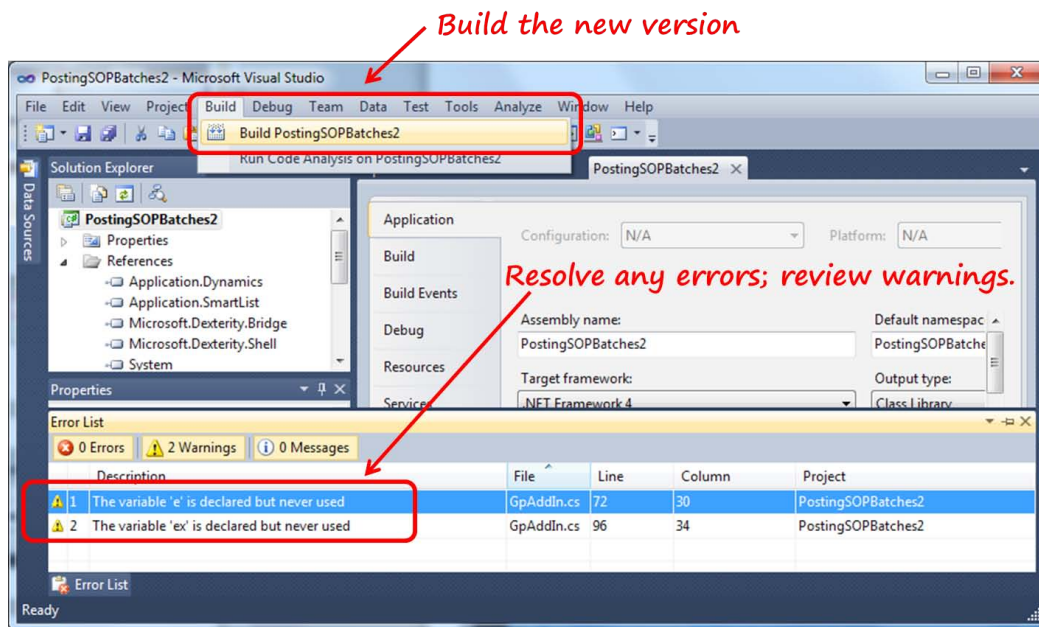 Build the new version
PostingSOPBatches2 - Microsoft Visual Studio
File Edit View Project Build Debug Team Data Test Tools Analyze Window Help
Build PostingSOPBatches2
Run Code Analysis on PostingSOPBatches2
Data Sources
Solution Explorer
PostingSOPBatches2
Properties
References
Application.Dynamics
Application.SmartList
Microsoft.Dexterity.Bridge
Microsoft.Dexterity.Shell
System
Properties
PostingSOPBatches2
Application
Build
Build Events
Debug
Resources
Services
Configuration: N/A Platform: N/A
Resolve any errors; review warnings.
Assembly name: Default namespac
PostingSOPBatches2 PostingSOPBatche
Target framework: Output type:
.NET Framework 4 Class Library
Error List
0 Errors 2 Warnings 0 Messages
Description File Line Column Project
1 The variable 'e' is declared but never used GpAddIn.cs 72 30 PostingSOPBatches2
2 The variable 'ex' is declared but never used GpAddIn.cs 96 34 PostingSOPBatches2
Error List
Ready